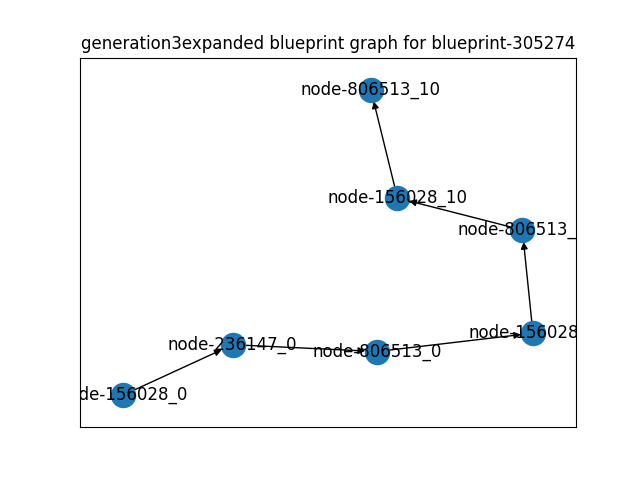 generation3expanded blueprint graph for blueprint-305274
node-806513_10
node-156028_10
node-806513_
node-156028
node-236147_0
node-806513_0
de-156028_0